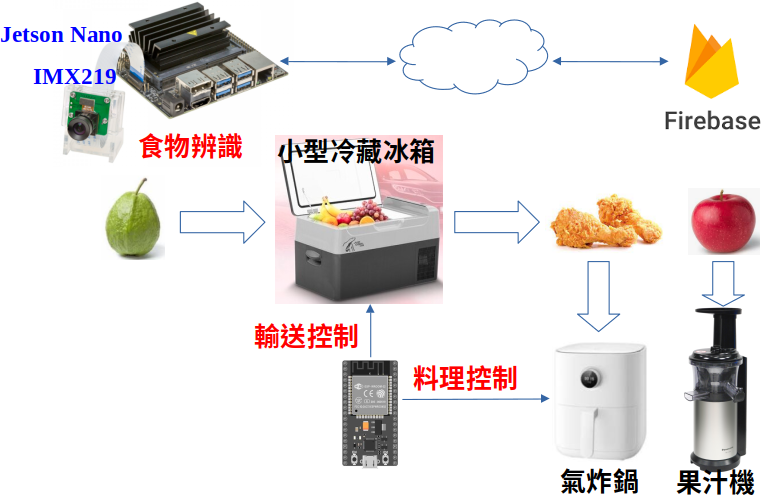 Jetson Nano
IMX219
Firebase
食物辨識
小型冷藏冰箱
輸送控制
料理控制
氣炸鍋
果汁機